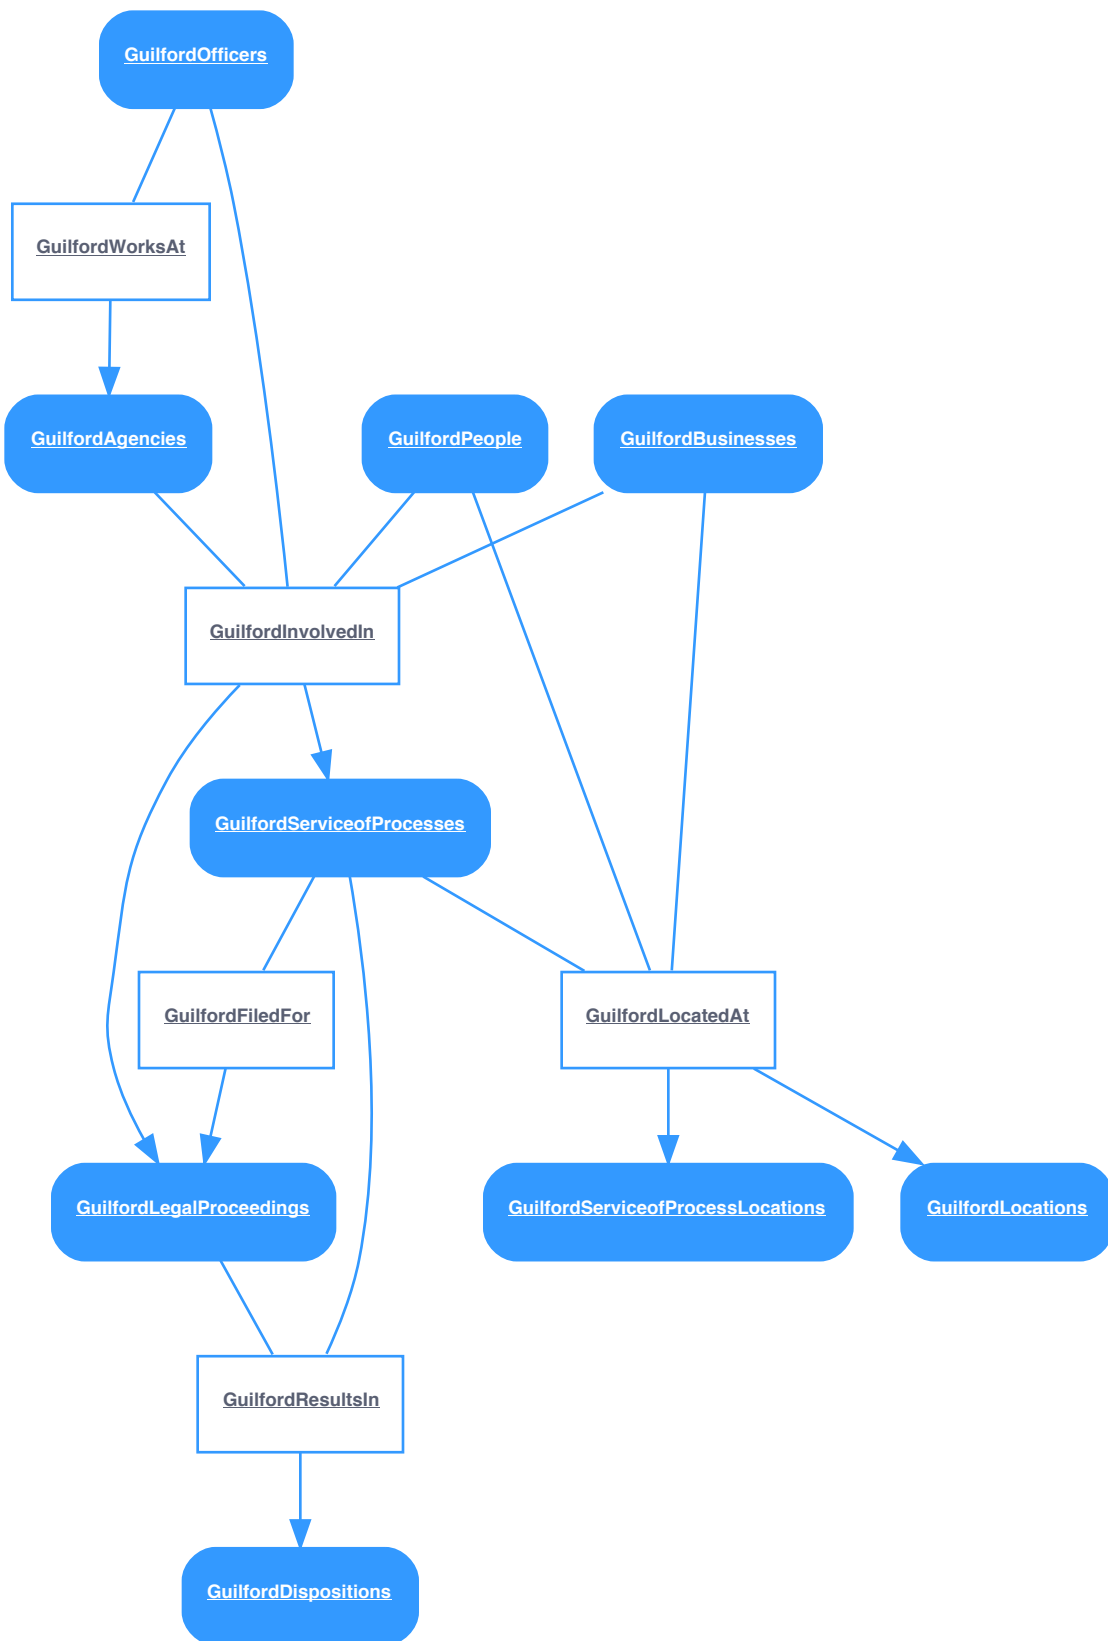 GuilfordOfficers
GuilfordWorksAt
GuilfordAgencies
GuilfordPeople
GuilfordBusinesses
GuilfordInvolvedIn
GuilfordServiceofProcesses
GuilfordFiledFor
GuilfordLocatedAt
GuilfordLegalProceedings
GuilfordServiceofProcessLocations
GuilfordLocations
GuilfordResultsIn
GuilfordDispositions